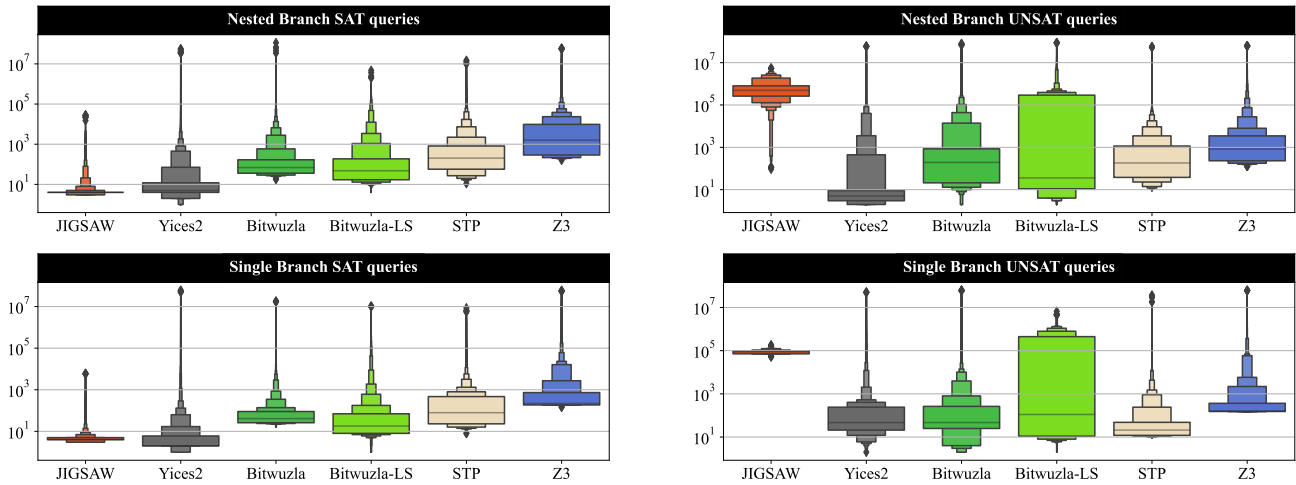 Nested Branch SAT queries
10^7
10^5
10^3
10^1
JIGSAW Yices2 Bitwuzla Bitwuzla-LS STP Z3
Nested Branch UNSAT queries
10^7
10^5
10^3
10^1
JIGSAW Yices2 Bitwuzla Bitwuzla-LS STP Z3
Single Branch SAT queries
10^7
10^5
10^3
10^1
JIGSAW Yices2 Bitwuzla Bitwuzla-LS STP Z3
Single Branch UNSAT queries
10^7
10^5
10^3
10^1
JIGSAW Yices2 Bitwuzla Bitwuzla-LS STP Z3